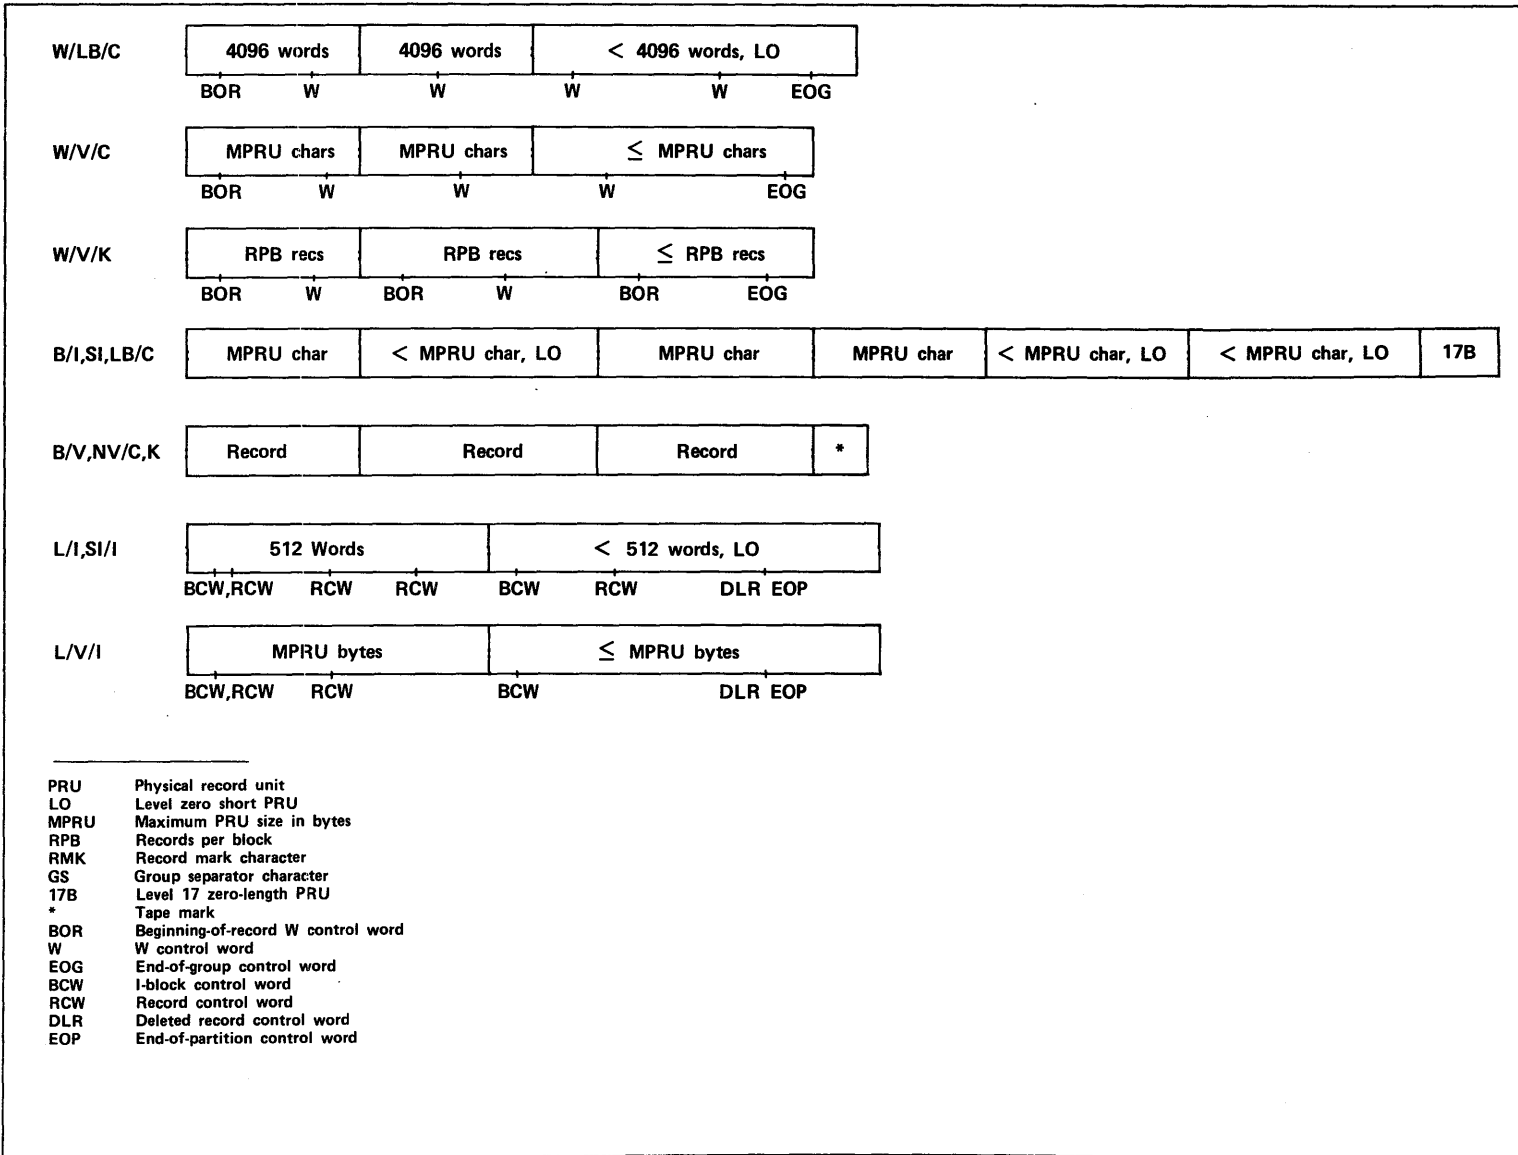 W/LB/C 4096 words 4096 words < 4096 words, LO
BOR W W W W EOG
W/V/C MPRU chars MPRU chars ≤ MPRU chars
BOR W W W EOG
W/V/K RPB recs RPB recs ≤ RPB recs
BOR W BOR W BOR EOG
B/I,SI,LB/C MPRU char < MPRU char, LO MPRU char MPRU char < MPRU char, LO < MPRU char, LO 17B
B/V,NV/C,K Record Record Record *
L/I,SI/I 512 Words < 512 words, LO
BCW,RCW RCW RCW BCW RCW DLR EOP
L/V/I MPRU bytes ≤ MPRU bytes
BCW,RCW RCW BCW DLR EOP
PRU Physical record unit
LO Level zero short PRU
MPRU Maximum PRU size in bytes
RPB Records per block
RMK Record mark character
GS Group separator character
17B Level 17 zero-length PRU
* Tape mark
BOR Beginning-of-record W control word
W W control word
EOG End-of-group control word
BCW I-block control word
RCW Record control word
DLR Deleted record control word
EOP End-of-partition control word